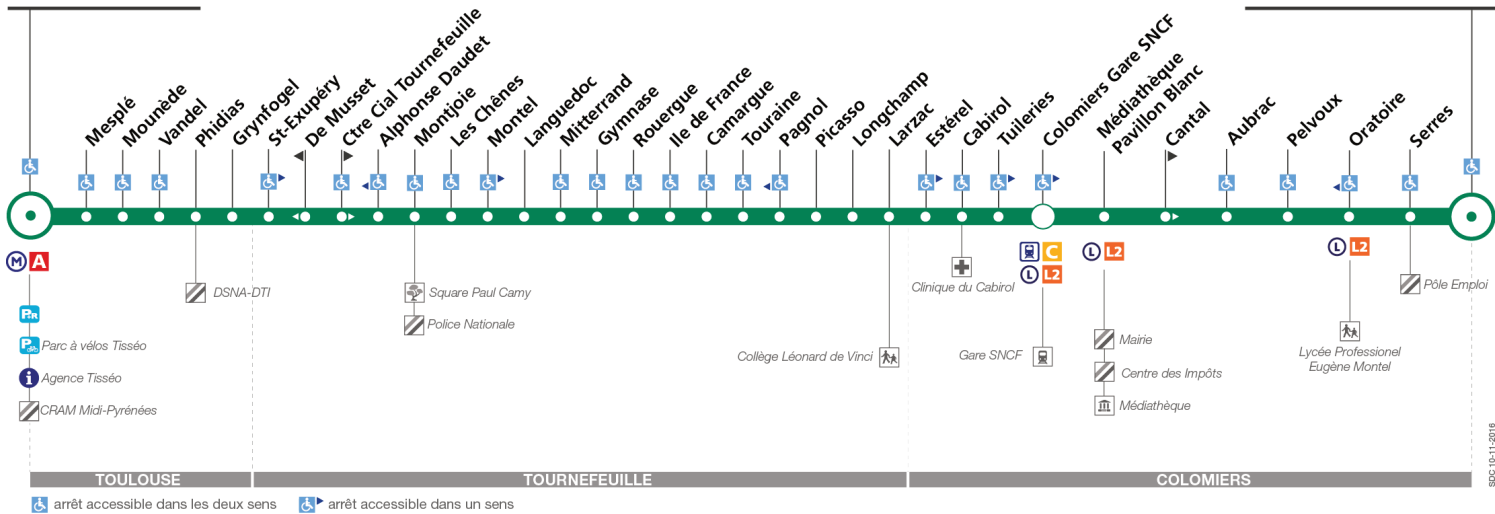 Mesplé
Mounède
Vandel
Phidias
Grynfogel
St-Exupéry
De Musset
Ctre Cial Tournefeuille
Alphonse Daudet
Montjoie
Les Chênes
Montel
Languedoc
Mitterrand
Gymnase
Rouergue
Ile de France
Camargue
Touraine
Pagnol
Picasso
Longchamp
Larzac
Estérel
Cabirol
Tuileries
Colomiers Gare SNCF
Médiathèque
Pavillon Blanc
Cantal
Aubrac
Pelvoux
Oratoire
Serres
M A
C
L L2
L L2
L L2
P+R
P
Parc à vélos Tisséo
i Agence Tisséo
CRAM Midi-Pyrénées
DSNA-DTI
Square Paul Camy
Police Nationale
Collège Léonard de Vinci
Clinique du Cabirol
Gare SNCF
Mairie
Centre des Impôts
Médiathèque
Lycée Professionel
Eugène Montel
Pôle Emploi
TOULOUSE
TOURNEFEUILLE
COLOMIERS
arrêt accessible dans les deux sens
arrêt accessible dans un sens
SDC 10-11-2016